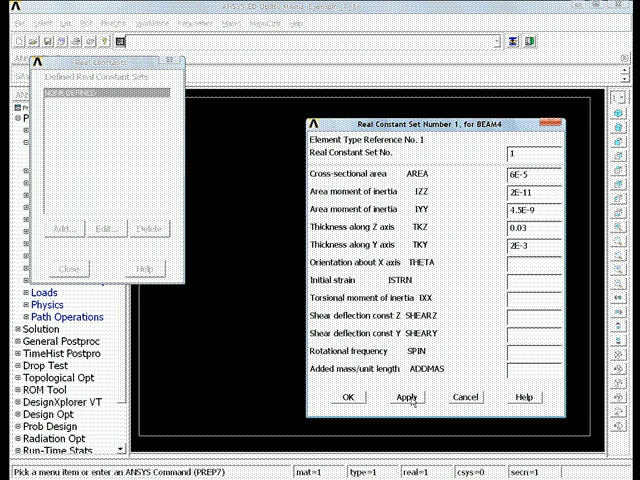 Real Constants
Defined Real Constant Sets
NONE DEFINED
Add... Edit... Delete
Close Help
Real Constant Set Number 1, for BEAM4
Element Type Reference No. 1
Real Constant Set No. 1
Cross-sectional area AREA 6E-5
Area moment of inertia IZZ 2E-11
Area moment of inertia IYY 4.5E-9
Thickness along Z axis TKZ 0.03
Thickness along Y axis TKY 2E-3
Orientation about X axis THETA
Initial strain ISTRN
Torsional moment of inertia IXX
Shear deflection const Z SHEARZ
Shear deflection const Y SHEARY
Rotational frequency SPIN
Added mass/unit length ADDMAS
OK Apply Cancel Help
Loads
Physics
Path Operations
Solution
General Postproc
TimeHist Postpro
Drop Test
Topological Opt
ROM Tool
DesignXplorer VT
Design Opt
Prob Design
Radiation Opt
Run-Time Stats
Pick a menu item or enter an ANSYS Command (PREP7) mat=1 type=1 real=1 csys=0 secn=1